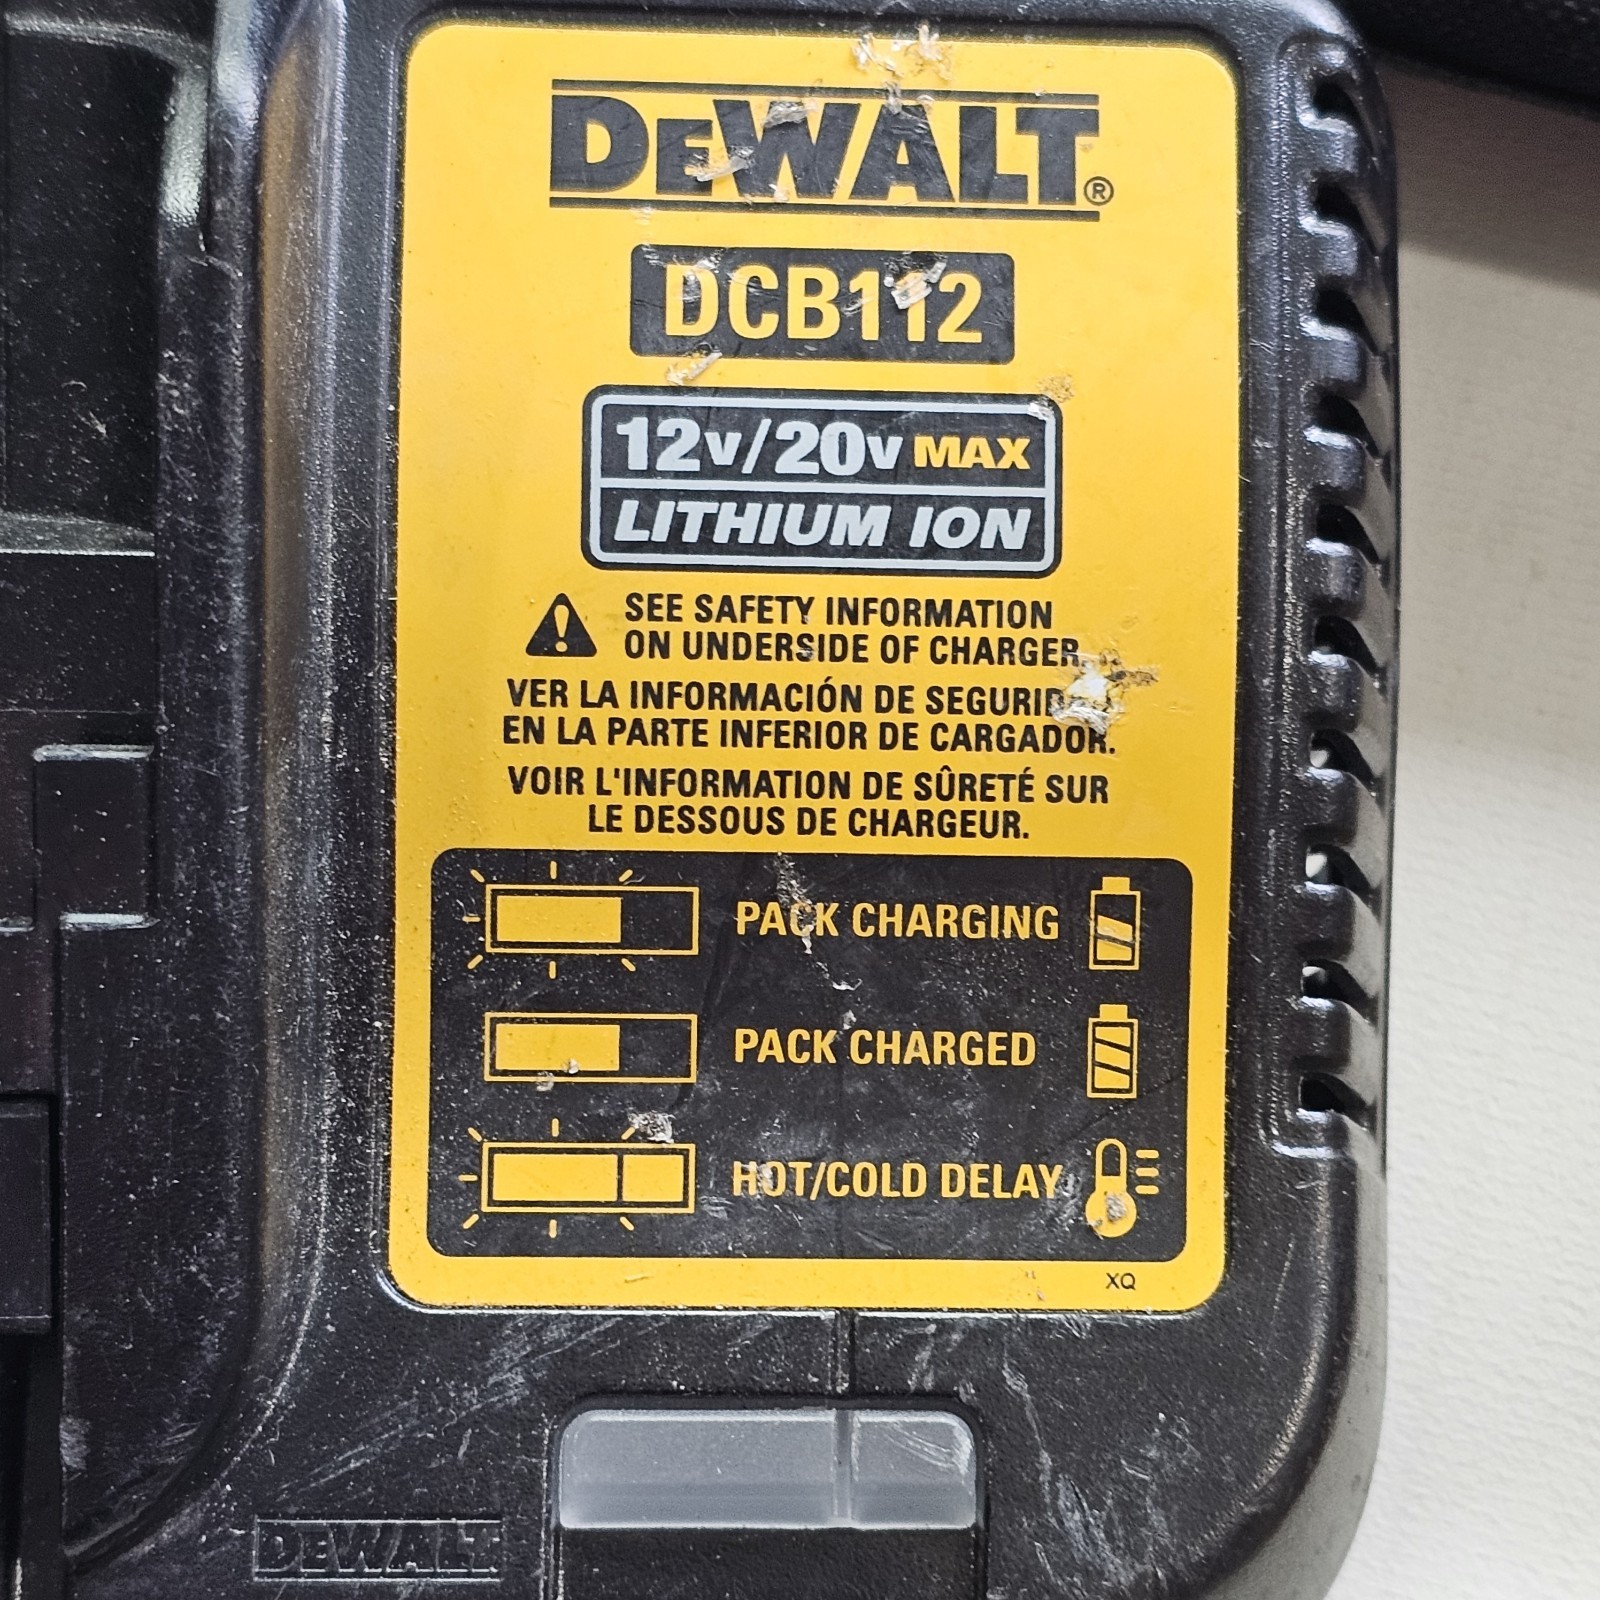 DEWALT®
DCB112
12V/20V MAX
LITHIUM ION
SEE SAFETY INFORMATION
ON UNDERSIDE OF CHARGER.
VER LA INFORMACIÓN DE
EN LA PARTE INFERIOR DE CARGADOR.
VOIR L'INFORMATION DE SÛRETÉ SUR
LE DESSOUS DE CHARGEUR.
PACK CHARGING
PACK CHARGED
HOT/COLD DELAY
XQ
DEWALT